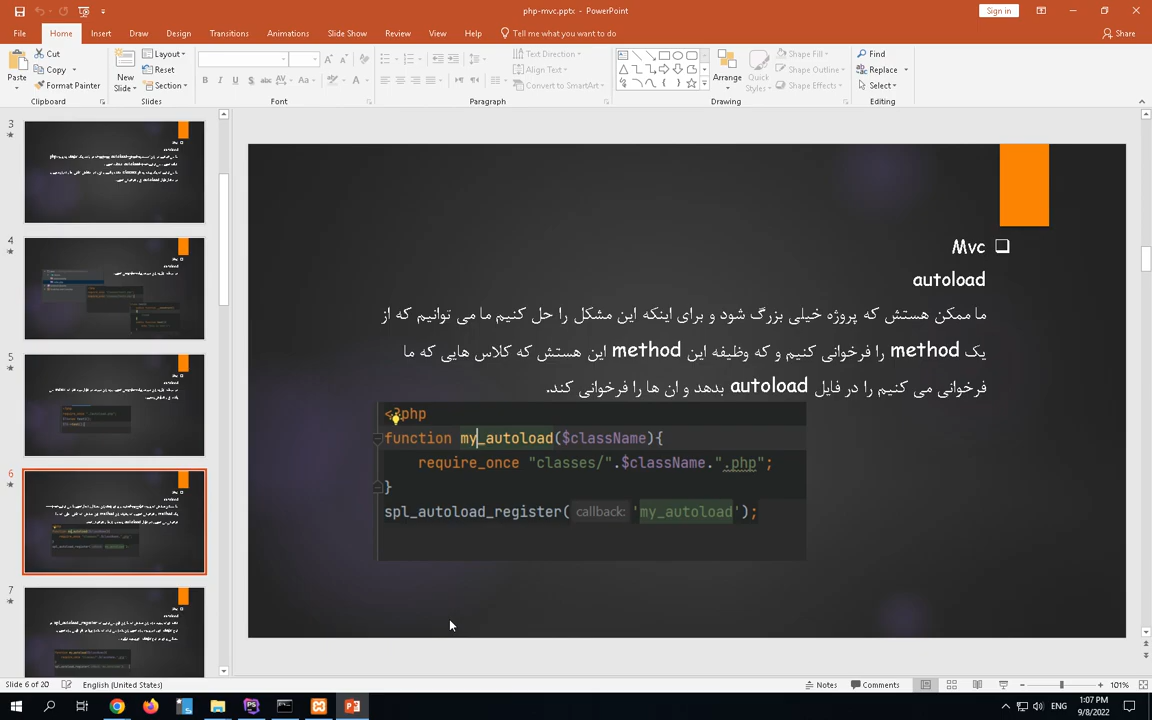 php-mvc.pptx - PowerPoint
Sign in
File Home Insert Draw Design Transitions Animations Slide Show Review View Help Tell me what you want to do Share
Paste
Cut
Copy
Format Painter
Clipboard
New Slide
Layout
Reset
Section
Slides
Font
Paragraph
Text Direction
Align Text
Convert to SmartArt
Arrange
Quick Styles
Shape Fill
Shape Outline
Shape Effects
Drawing
Find
Replace
Select
Editing
3
4
5
6
7
Mvc
autoload
ما ممکن هستش که پروژه خیلی بزرگ شود و برای اینکه این مشکل را حل کنیم ما می توانیم که از
یک method را فرخوانی کنیم و که وظیفه این method این هستش که کلاس هایی که ما
فرخوانی می کنیم را در فایل autoload بدهد و ان ها را فرخوانی کند.
<?php
function my_autoload($className){
require_once "classes/".$className.".php";
}
spl_autoload_register( callback: 'my_autoload');
Slide 6 of 20
English (United States)
Notes
Comments
101%
ENG
1:07 PM
9/8/2022